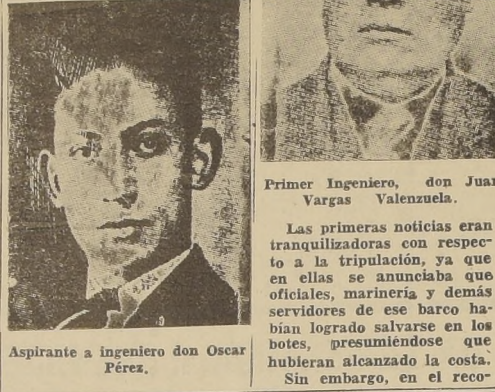 Aspirante a ingeniero don Oscar
Pérez.
Primer Ingeniero, don Juan
Vargas Valenzuela.
Las primeras noticias eran
tranquilizadoras con respec-
to a la tripulación, ya que
en ellas se anunciaba que
oficiales, marinería y demás
servidores de ese barco ha-
bían logrado salvarse en los
botes, presumiéndose que
hubieran alcanzado la costa.
Sin embargo, en el reco-